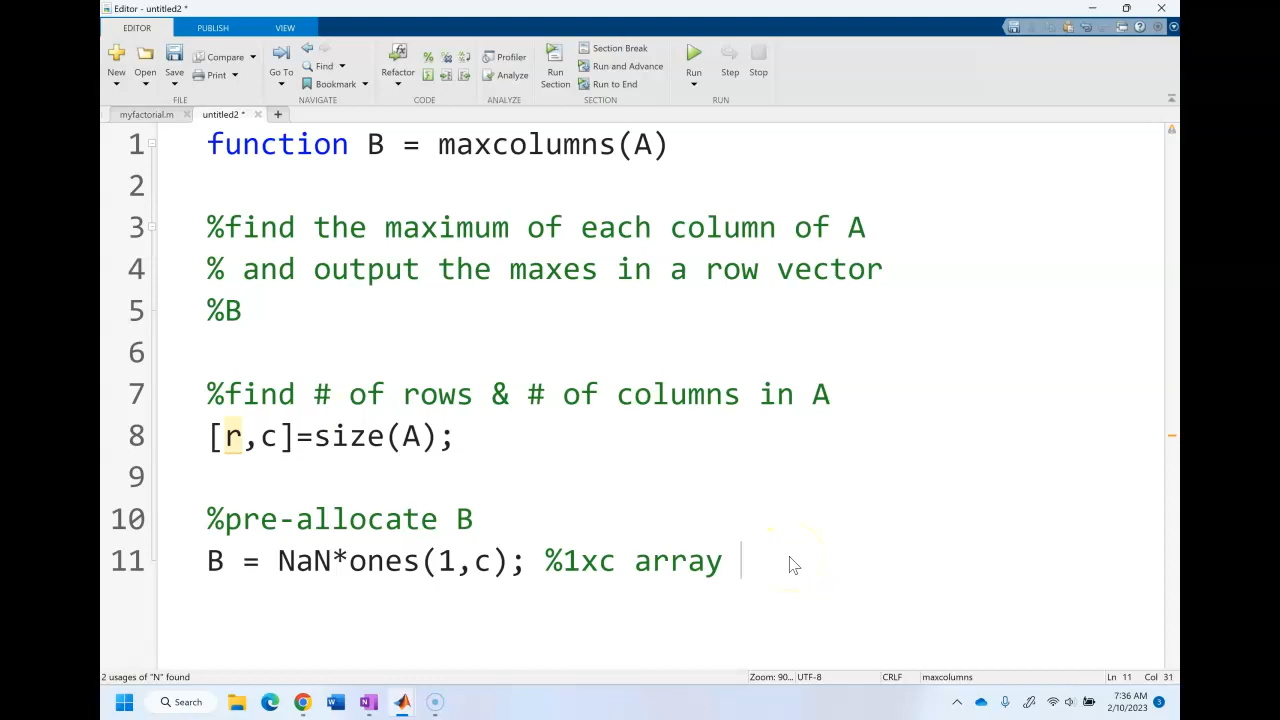 Editor - untitled2 *
EDITOR PUBLISH VIEW
New Open Save Compare Print Go To Find Bookmark Refactor Profiler Analyze Run Section Section Break Run and Advance Run to End Run Step Stop
FILE NAVIGATE CODE ANALYZE SECTION RUN
myfactorial.m untitled2 * +
1 function B = maxcolumns(A)
2
3 %find the maximum of each column of A
4 % and output the maxes in a row vector
5 %B
6
7 %find # of rows & # of columns in A
8 [r,c]=size(A);
9
10 %pre-allocate B
11 B = NaN*ones(1,c); %1xc array
2 usages of "N" found Zoom: 90... UTF-8 CRLF maxcolumns Ln 11 Col 31
Search 7:36 AM
2/10/2023 3